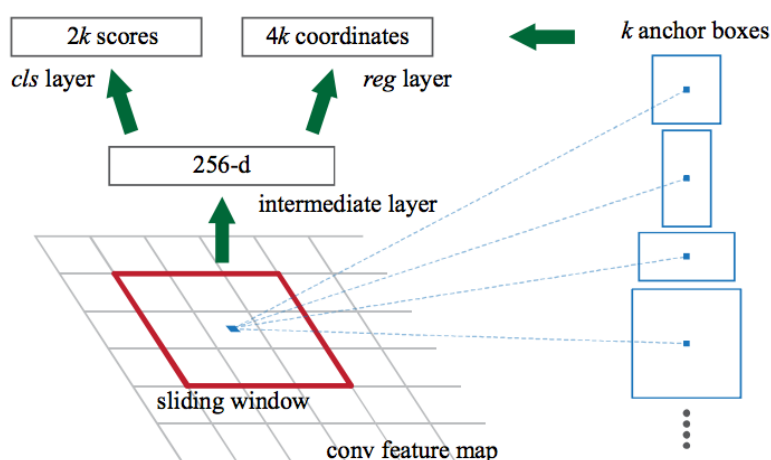 2k scores
4k coordinates
k anchor boxes
cls layer
reg layer
256-d
intermediate layer
sliding window
conv feature map